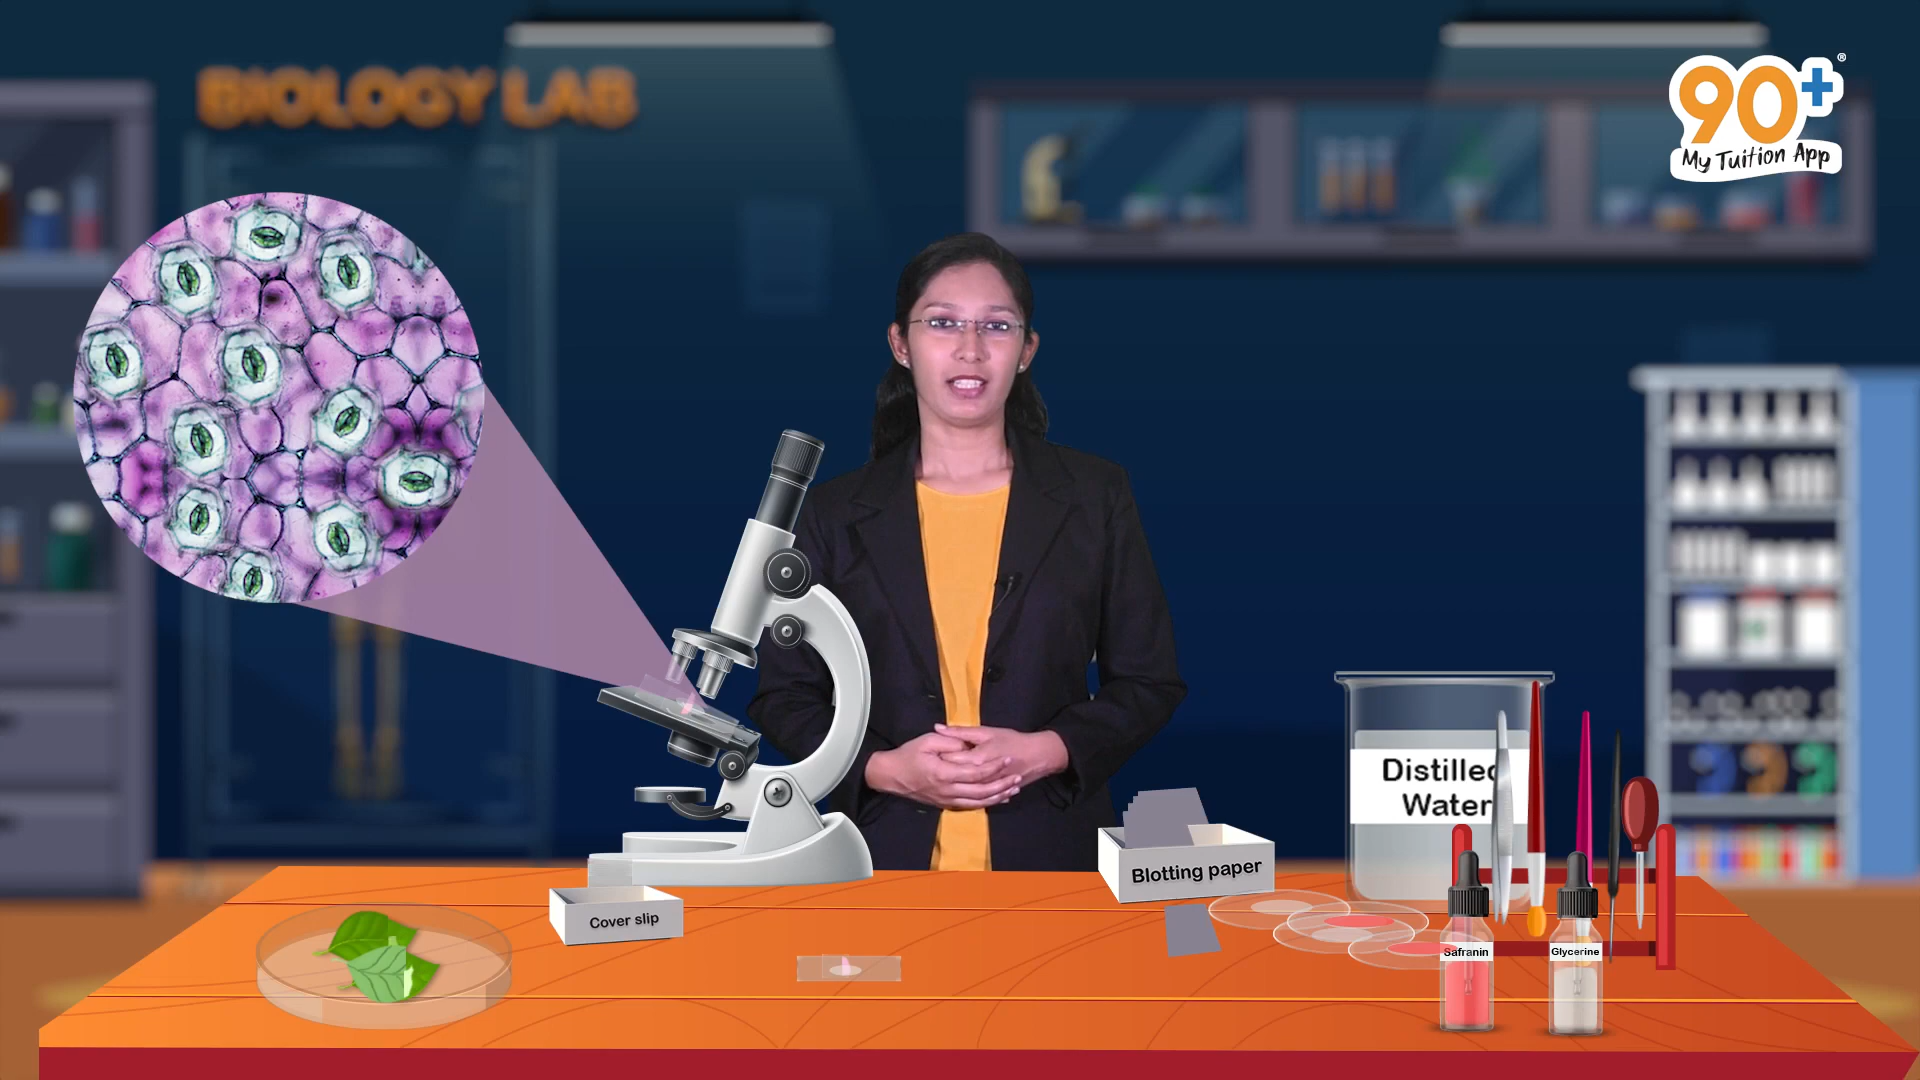 BIOLOGY LAB
90+
®
My Tuition App
Distilled
Water
Blotting paper
Cover slip
Safranin
Glycerine